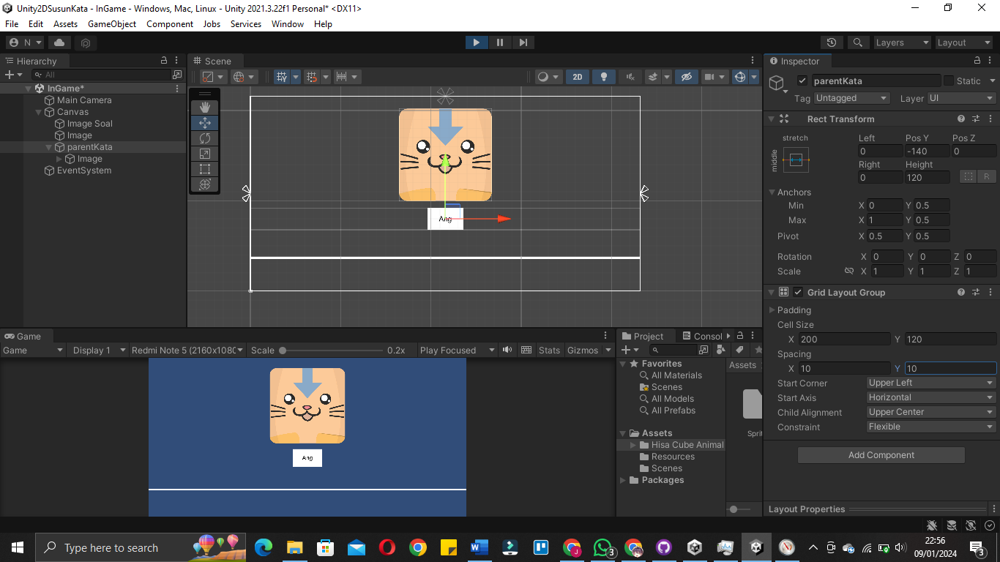 Unity2DSusunKata - InGame - Windows, Mac, Linux - Unity 2021.3.22f1 Personal* <DX11>
File Edit Assets GameObject Component Jobs Services Window Help
N Layers Layout
Hierarchy
All
InGame*
Main Camera
Canvas
Image Soal
Image
parentKata
Image
EventSystem
Scene
2D
Ang
Inspector
parentKata Static
Tag Untagged Layer UI
Rect Transform
stretch Left Pos Y Pos Z
middle 0 -140 0
Right Height
0 120 R
Anchors
Min X 0 Y 0.5
Max X 1 Y 0.5
Pivot X 0.5 Y 0.5
Rotation X 0 Y 0 Z 0
Scale X 1 Y 1 Z 1
Grid Layout Group
Padding
Cell Size
X 200 Y 120
Spacing
X 10 Y 10
Start Corner Upper Left
Start Axis Horizontal
Child Alignment Upper Center
Constraint Flexible
Add Component
Layout Properties
Game
Game Display 1 Redmi Note 5 (2160x1080 Scale 0.2x Play Focused Stats Gizmos
Ang
Project Consol
Favorites
All Materials
Scenes
All Models
All Prefabs
Assets
Hisa Cube Animal
Resources
Scenes
Packages
Assets
Sprit
Type here to search
3
22:56
09/01/2024
3